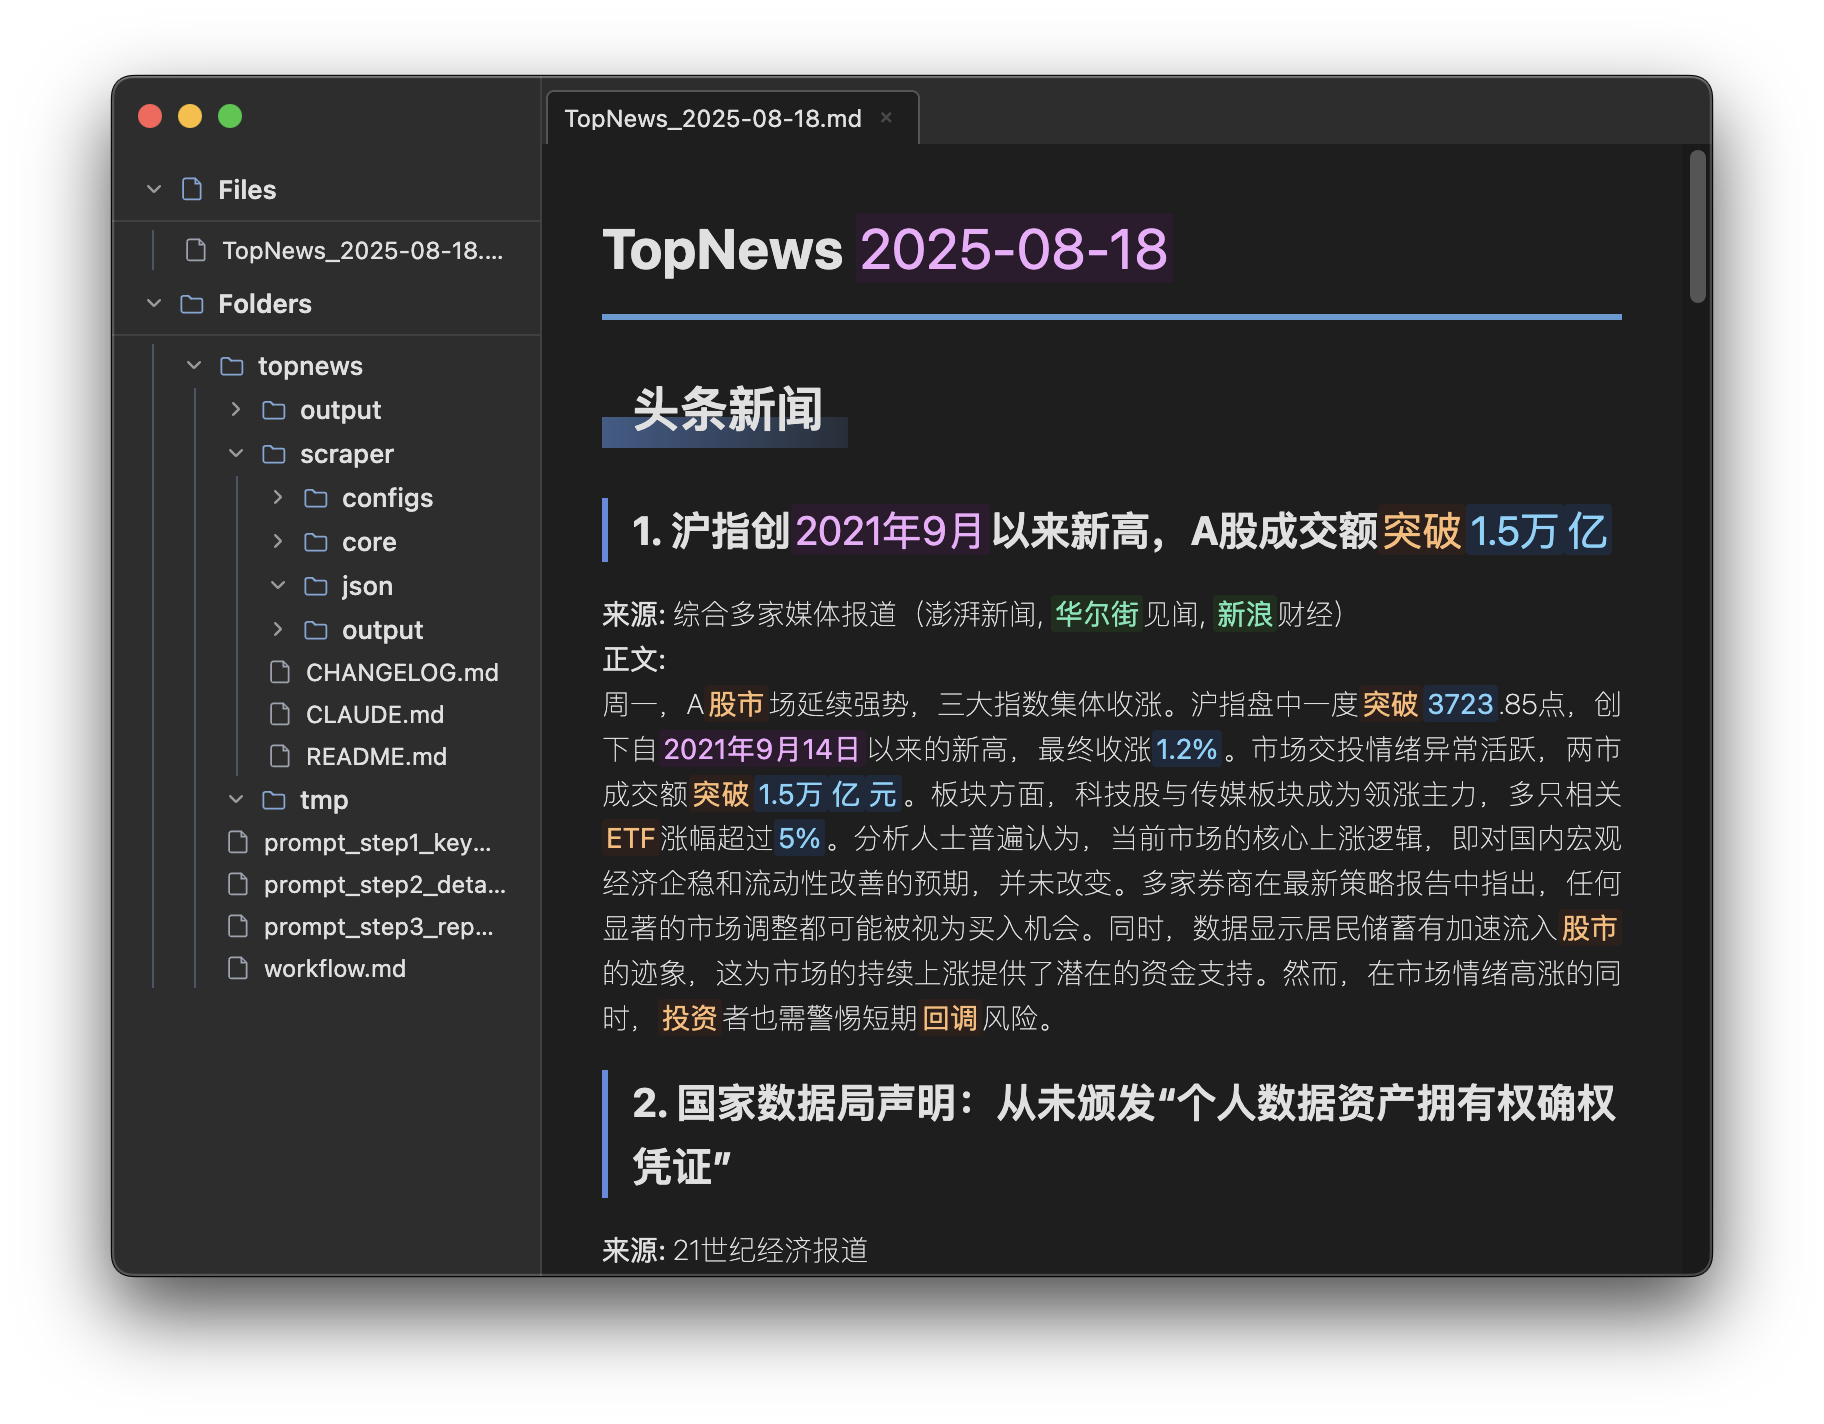 TopNews_2025-08-18.md ×
Files
TopNews_2025-08-18....
Folders
topnews
output
scraper
configs
core
json
output
CHANGELOG.md
CLAUDE.md
README.md
tmp
prompt_step1_key...
prompt_step2_deta...
prompt_step3_rep...
workflow.md
TopNews 2025-08-18
头条新闻
1. 沪指创2021年9月以来新高，A股成交额突破1.5万亿
来源: 综合多家媒体报道（澎湃新闻, 华尔街见闻, 新浪财经）
正文:
周一，A股市场延续强势，三大指数集体收涨。沪指盘中一度突破3723.85点，创
下自2021年9月14日以来的新高，最终收涨1.2%。市场交投情绪异常活跃，两市
成交额突破1.5万亿元。板块方面，科技股与传媒板块成为领涨主力，多只相关
ETF涨幅超过5%。分析人士普遍认为，当前市场的核心上涨逻辑，即对国内宏观
经济企稳和流动性改善的预期，并未改变。多家券商在最新策略报告中指出，任何
显著的市场调整都可能被视为买入机会。同时，数据显示居民储蓄有加速流入股市
的迹象，这为市场的持续上涨提供了潜在的资金支持。然而，在市场情绪高涨的同
时，投资者也需警惕短期回调风险。
2. 国家数据局声明：从未颁发“个人数据资产拥有权确权
凭证”
来源: 21世纪经济报道